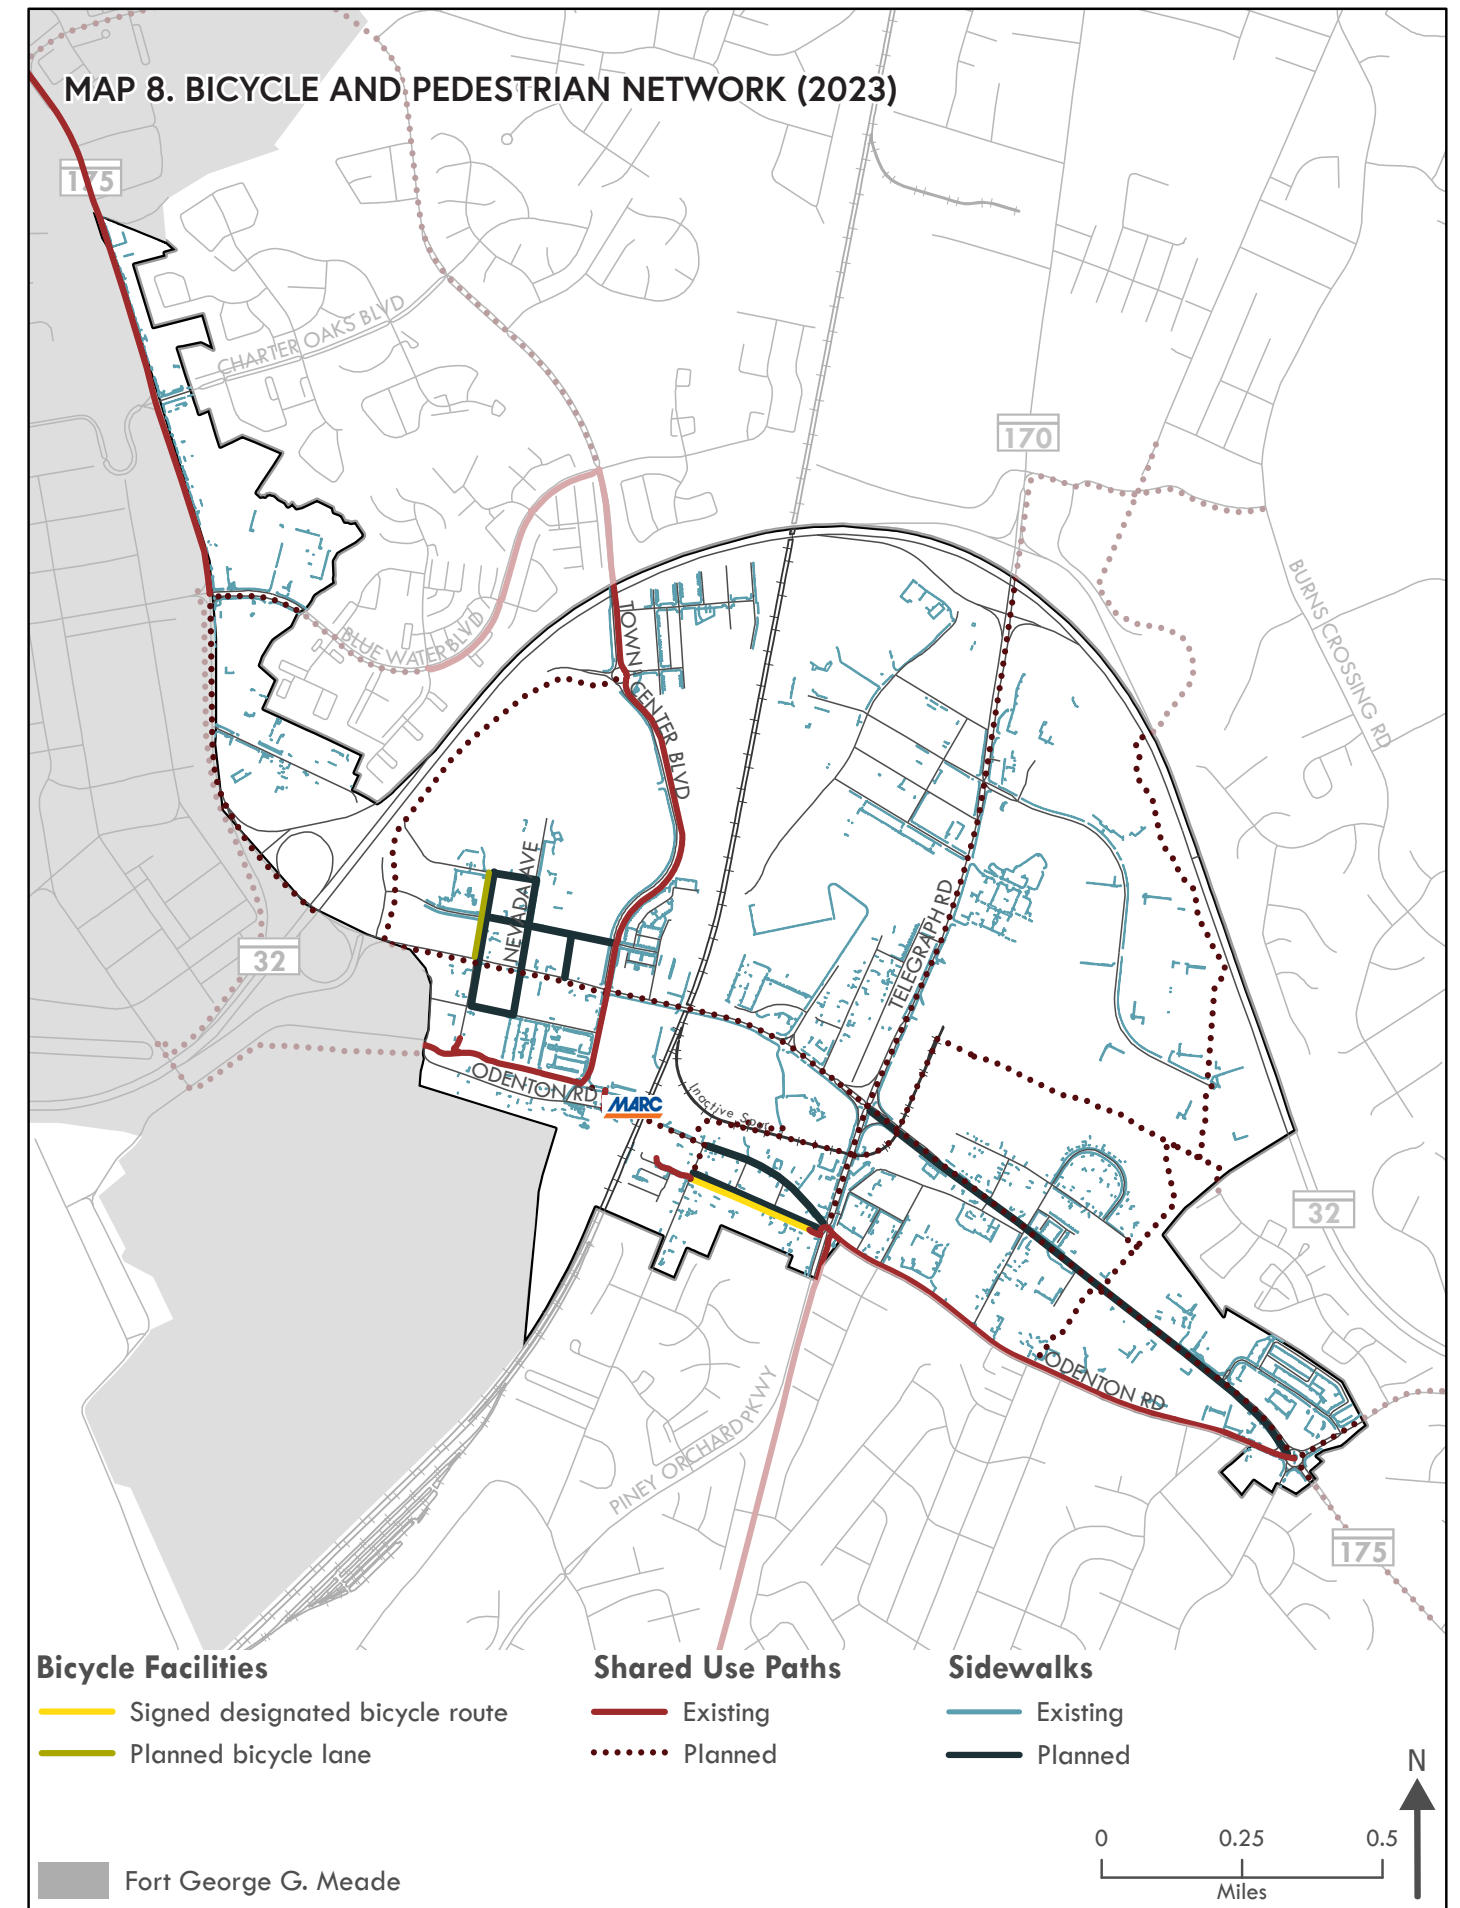 MAP 8. BICYCLE AND PEDESTRIAN NETWORK (2023)
175
CHARTER OAKS BLVD
170
BURNS CROSSING RD
BLUE WATER BLVD
TOWN CENTER BLVD
NEVADA AVE
TELEGRAPH RD
32
ODENTON RD
MARC
Inactive Spur
32
ODENTON RD
PINEY ORCHARD PKWY
175
Bicycle Facilities
Signed designated bicycle route
Planned bicycle lane
Shared Use Paths
Existing
Planned
Sidewalks
Existing
Planned
N
0 0.25 0.5
Miles
Fort George G. Meade